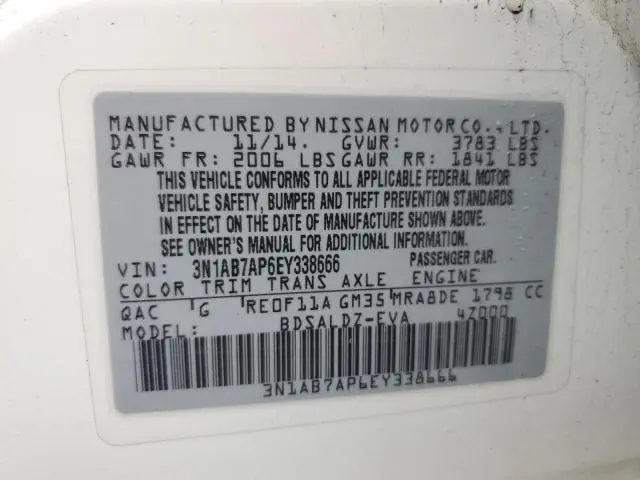 MANUFACTURED BY NISSAN MOTOR CO., LTD.
DATE: 11/14. GVWR: 3783 LBS
GAWR FR: 2006 LBS GAWR RR: 1841 LBS
THIS VEHICLE CONFORMS TO ALL APPLICABLE FEDERAL MOTOR
VEHICLE SAFETY, BUMPER AND THEFT PREVENTION STANDARDS
IN EFFECT ON THE DATE OF MANUFACTURE SHOWN ABOVE.
SEE OWNER'S MANUAL FOR ADDITIONAL INFORMATION.
VIN: 3N1AB7AP6EY338666 PASSENGER CAR.
COLOR TRIM TRANS AXLE ENGINE
QAC G RE0F11A GM35 MRA8DE 1798 CC
MODEL: BDSALDZ-EVA 4Z000
3N1AB7AP6EY338666